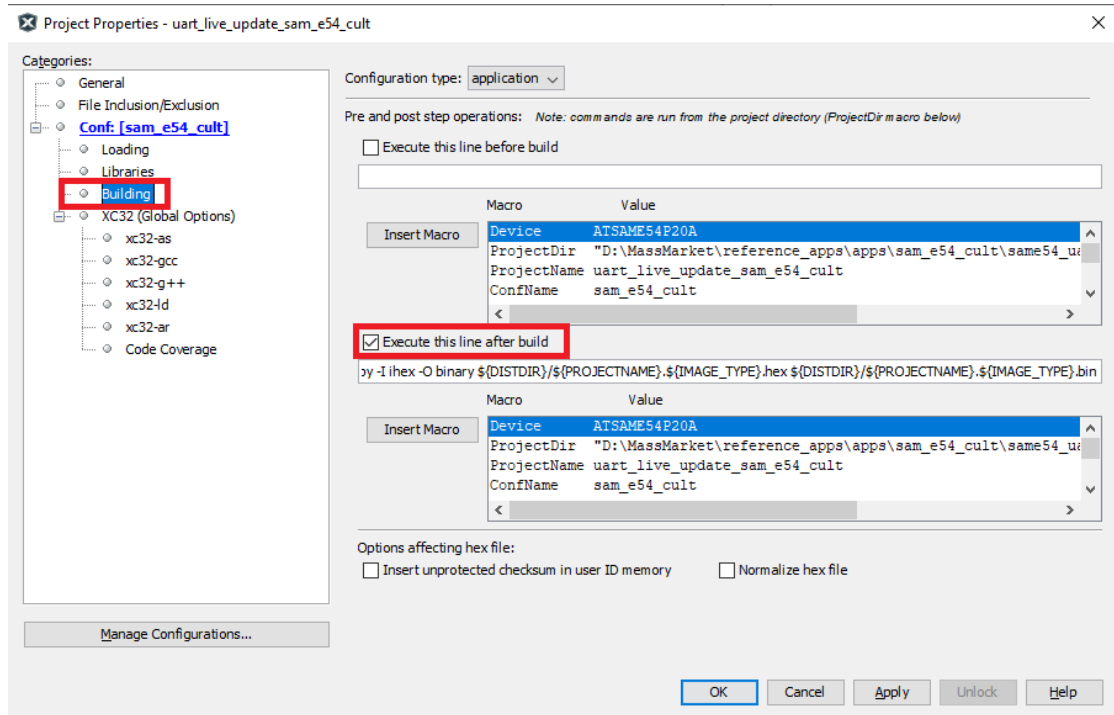 Project Properties - uart_live_update_sam_e54_cult
Categories:
General
File Inclusion/Exclusion
Conf: [sam_e54_cult]
Loading
Libraries
Building
XC32 (Global Options)
xc32-as
xc32-gcc
xc32-g++
xc32-ld
xc32-ar
Code Coverage
Manage Configurations...
Configuration type: application
Pre and post step operations: Note: commands are run from the project directory (ProjectDir macro below)
Execute this line before build
Macro Value
Insert Macro
Device ATSAME54P20A
ProjectDir "D:\MassMarket\reference_apps\apps\sam_e54_cult\same54_ua
ProjectName uart_live_update_sam_e54_cult
ConfName sam_e54_cult
Execute this line after build
py -I ihex -O binary ${DISTDIR}/${PROJECTNAME}.${IMAGE_TYPE}.hex ${DISTDIR}/${PROJECTNAME}.${IMAGE_TYPE}.bin
Macro Value
Insert Macro
Device ATSAME54P20A
ProjectDir "D:\MassMarket\reference_apps\apps\sam_e54_cult\same54_ua
ProjectName uart_live_update_sam_e54_cult
ConfName sam_e54_cult
Options affecting hex file:
Insert unprotected checksum in user ID memory
Normalize hex file
OK Cancel Apply Unlock Help